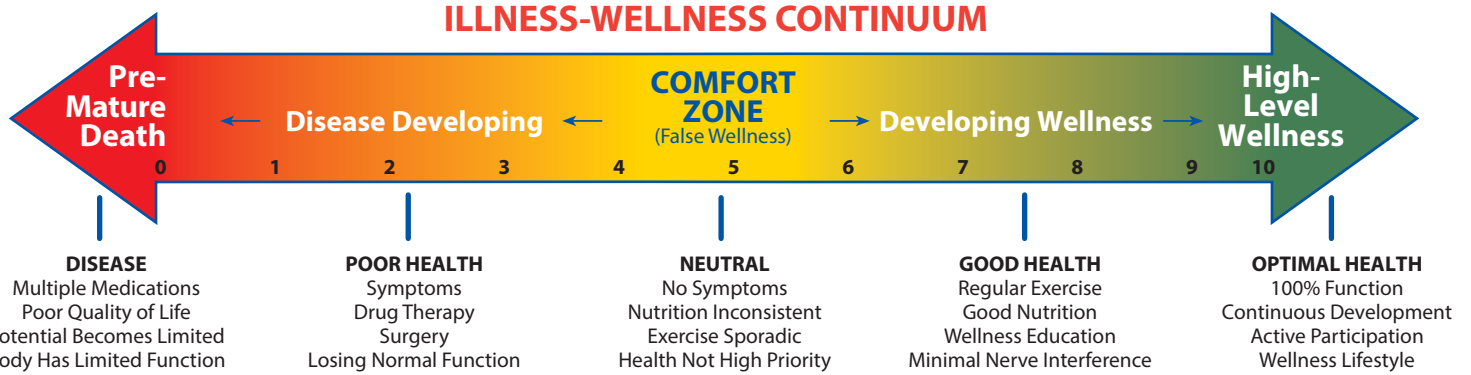 ILLNESS-WELLNESS CONTINUUM
Pre-
Mature
Death
Disease Developing
COMFORT
ZONE
(False Wellness)
Developing Wellness
High-
Level
Wellness
0 1 2 3 4 5 6 7 8 9 10
DISEASE
Multiple Medications
Poor Quality of Life
otential Becomes Limited
ody Has Limited Function
POOR HEALTH
Symptoms
Drug Therapy
Surgery
Losing Normal Function
NEUTRAL
No Symptoms
Nutrition Inconsistent
Exercise Sporadic
Health Not High Priority
GOOD HEALTH
Regular Exercise
Good Nutrition
Wellness Education
Minimal Nerve Interference
OPTIMAL HEALTH
100% Function
Continuous Development
Active Participation
Wellness Lifestyle